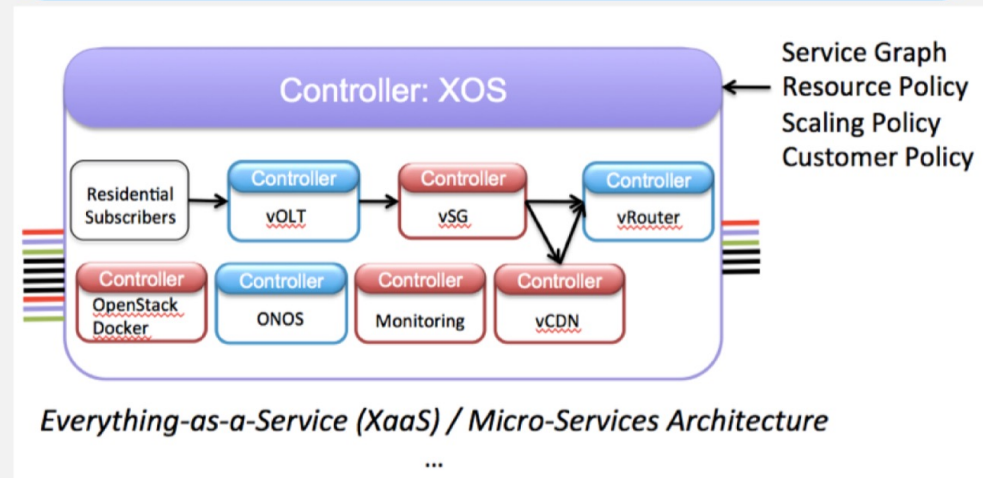 Controller: XOS
Service Graph
Resource Policy
Scaling Policy
Customer Policy
Residential
Subscribers
Controller
vOLT
Controller
vSG
Controller
vRouter
Controller
OpenStack
Docker
Controller
ONOS
Controller
Monitoring
Controller
vCDN
Everything-as-a-Service (XaaS) / Micro-Services Architecture
...